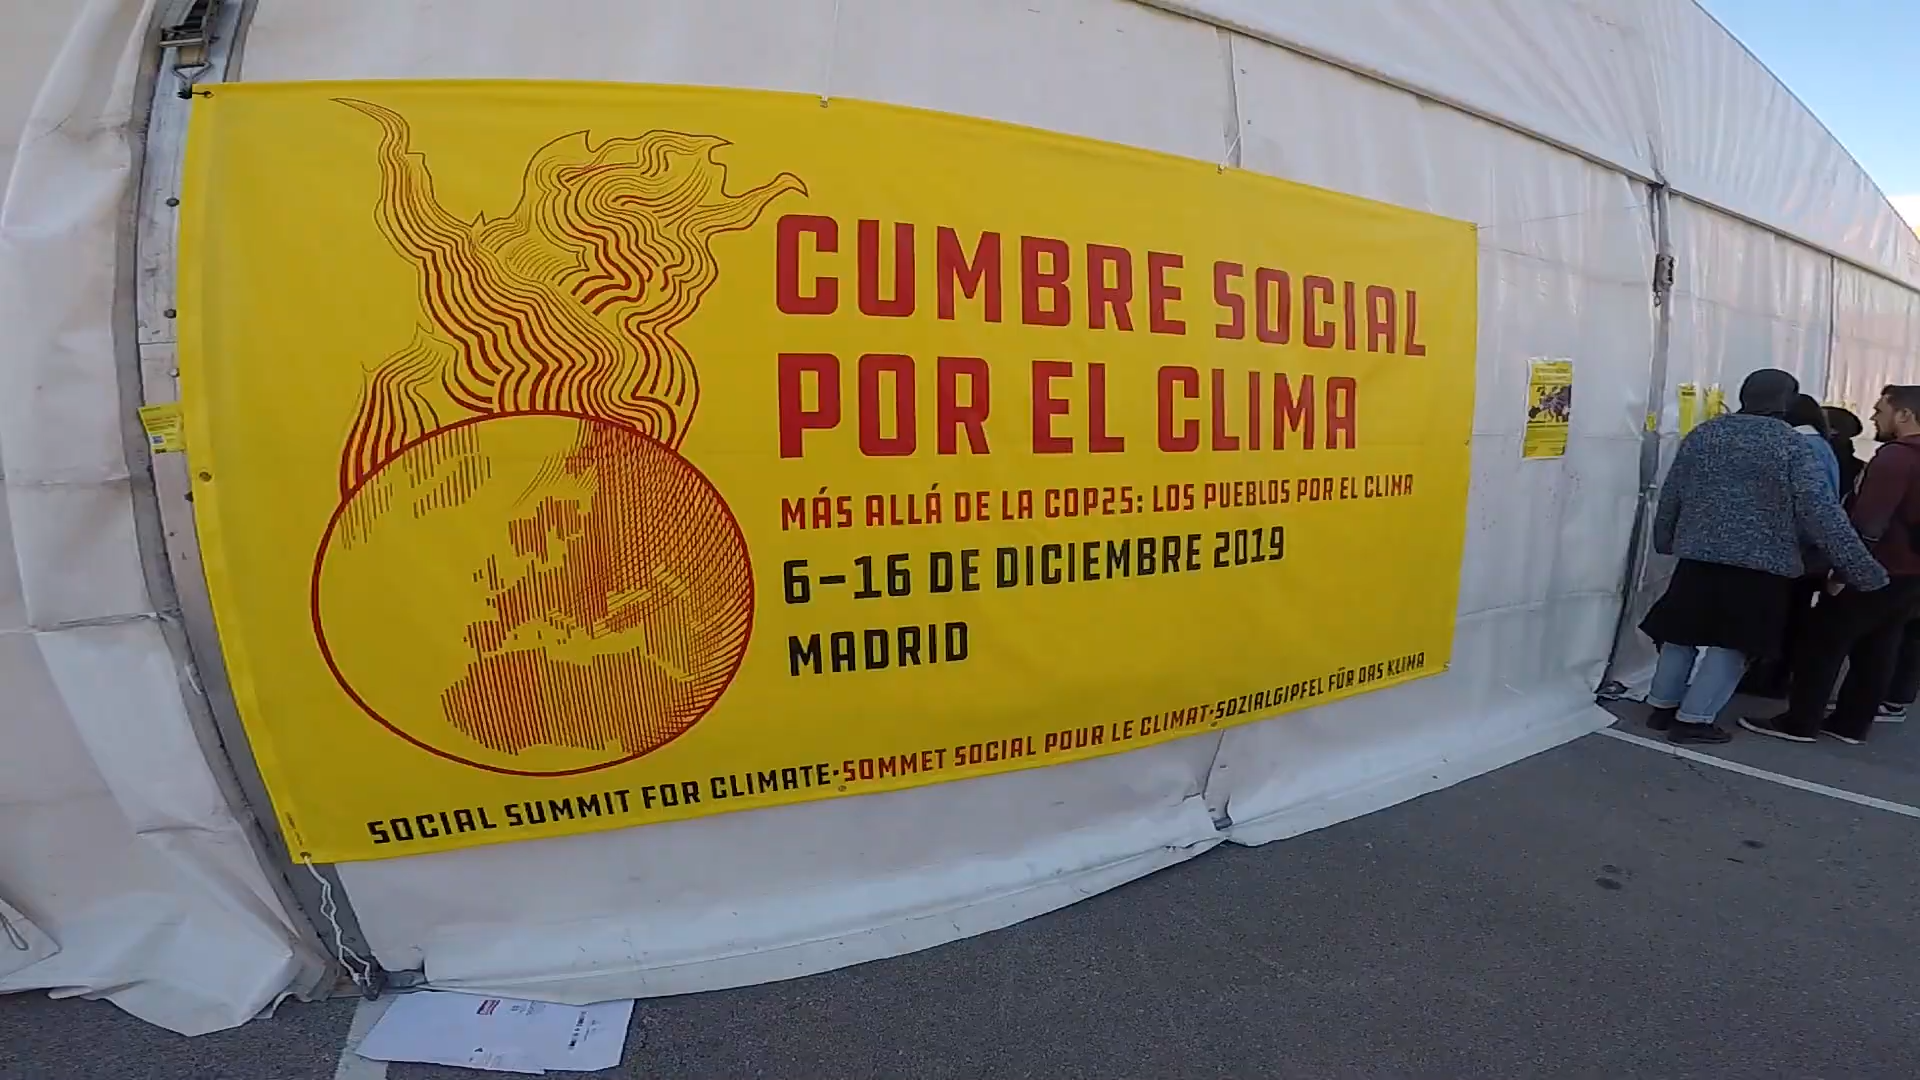 CUMBRE SOCIAL
POR EL CLIMA
MÁS ALLÁ DE LA COP25: LOS PUEBLOS POR EL CLIMA
6–16 DE DICIEMBRE 2019
MADRID
SOCIAL SUMMIT FOR CLIMATE·SOMMET SOCIAL POUR LE CLIMAT·SOZIALGIPFEL FÜR DAS KLIMA